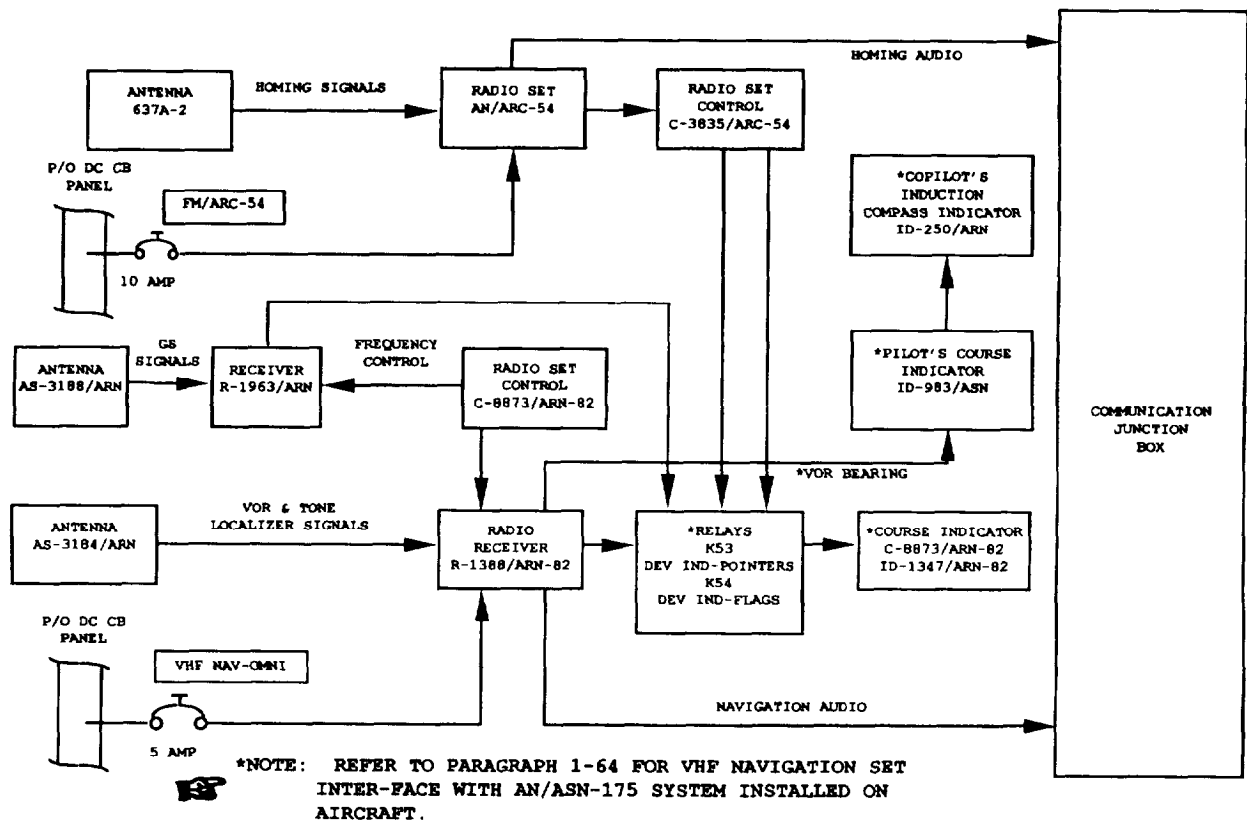 HOMING AUDIO
COMMUNICATION
JUNCTION
BOX
ANTENNA
637A-2
HOMING SIGNALS
RADIO SET
AN/ARC-54
RADIO SET
CONTROL
C-3835/ARC-54
P/O DC CB
PANEL
FM/ARC-54
10 AMP
*COPILOT'S
INDUCTION
COMPASS INDICATOR
ID-250/ARN
GS
SIGNALS
ANTENNA
AS-3188/ARN
RECEIVER
R-1963/ARN
FREQUENCY
CONTROL
RADIO SET
CONTROL
C-8873/ARN-82
*PILOT'S COURSE
INDICATOR
ID-983/ASN
*VOR BEARING
ANTENNA
AS-3184/ARN
VOR & TONE
LOCALIZER SIGNALS
RADIO
RECEIVER
R-1388/ARN-82
*RELAYS
K53
DEV IND-POINTERS
K54
DEV IND-FLAGS
*COURSE INDICATOR
C-8873/ARN-82
ID-1347/ARN-82
P/O DC CB
PANEL
VHF NAV-OMNI
5 AMP
NAVIGATION AUDIO
*NOTE: REFER TO PARAGRAPH 1-64 FOR VHF NAVIGATION SET
INTER-FACE WITH AN/ASN-175 SYSTEM INSTALLED ON
AIRCRAFT.